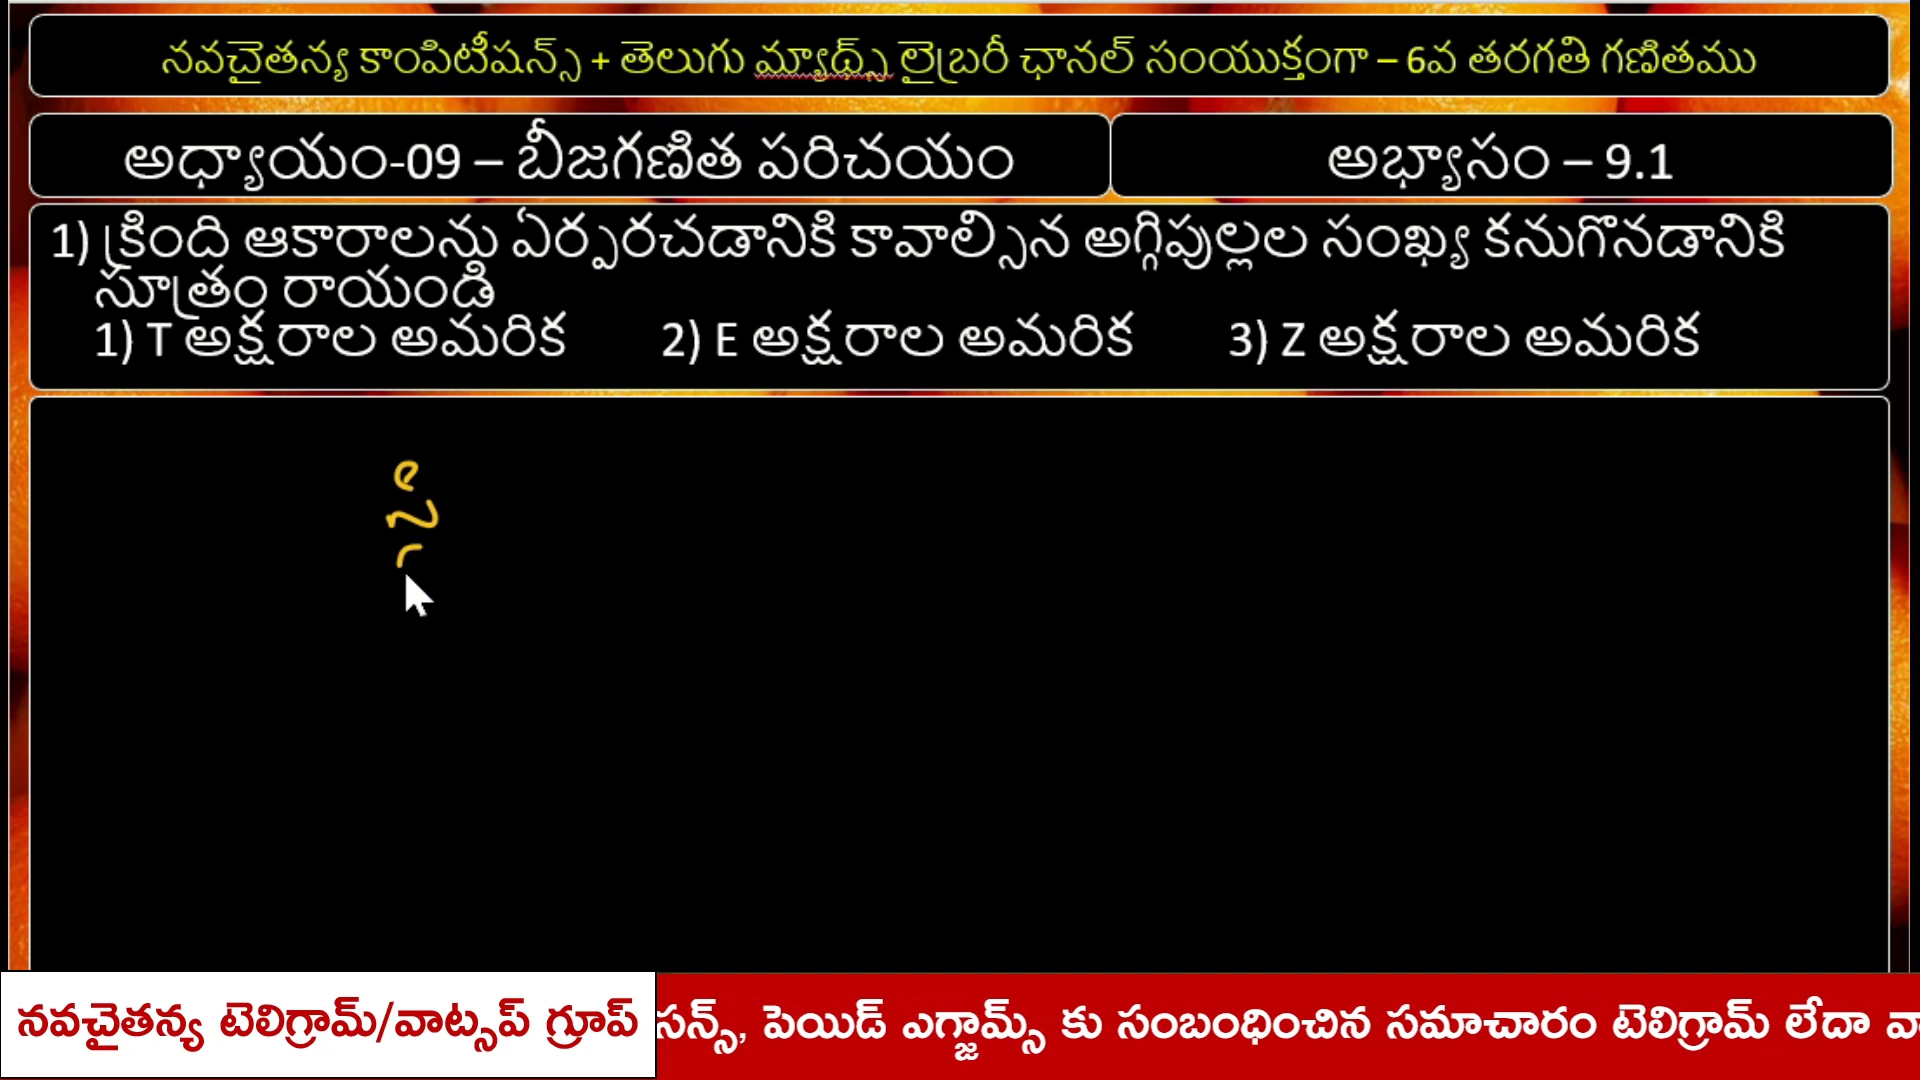 నవచైతన్య కాంపిటీషన్స్ + తెలుగు మ్యాథ్స్ లైబ్రరీ ఛానల్ సంయుక్తంగా – 6వ తరగతి గణితము
అధ్యాయం-09 – బీజగణిత పరిచయం
అభ్యాసం – 9.1
1) క్రింది ఆకారాలను ఏర్పరచడానికి కావాల్సిన అగ్గిపుల్లల సంఖ్య కనుగొనడానికి
సూత్రం రాయండి
1) T అక్షరాల అమరిక 2) E అక్షరాల అమరిక 3) Z అక్షరాల అమరిక
నవచైతన్య టెలిగ్రామ్/వాట్సప్ గ్రూప్
సన్స్, పెయిడ్ ఎగ్జామ్స్ కు సంబంధించిన సమాచారం టెలిగ్రామ్ లేదా వా